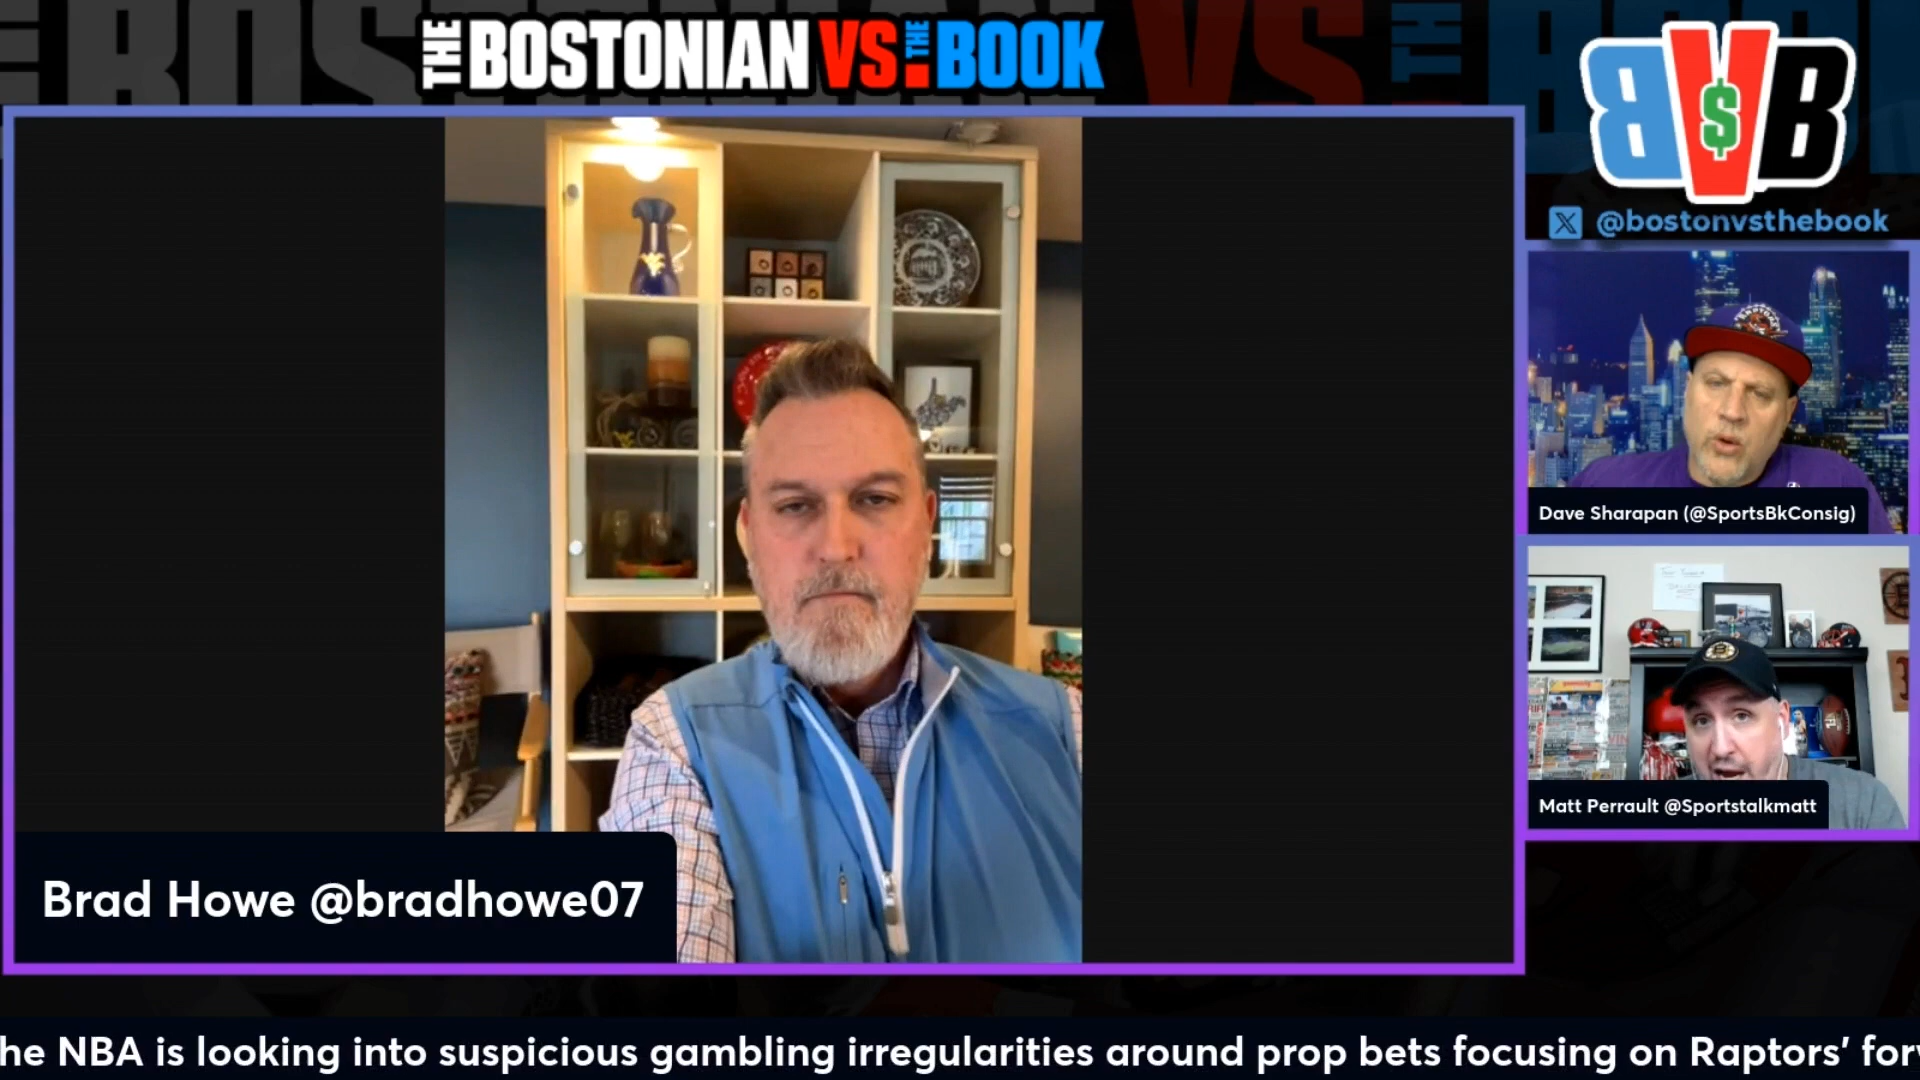 THE BOSTONIAN VS. THE BOOK
BVB
@bostonvsthebook
Dave Sharapan (@SportsBkConsig)
Matt Perrault @Sportstalkmatt
Brad Howe @bradhowe07
he NBA is looking into suspicious gambling irregularities around prop bets focusing on Raptors' forw